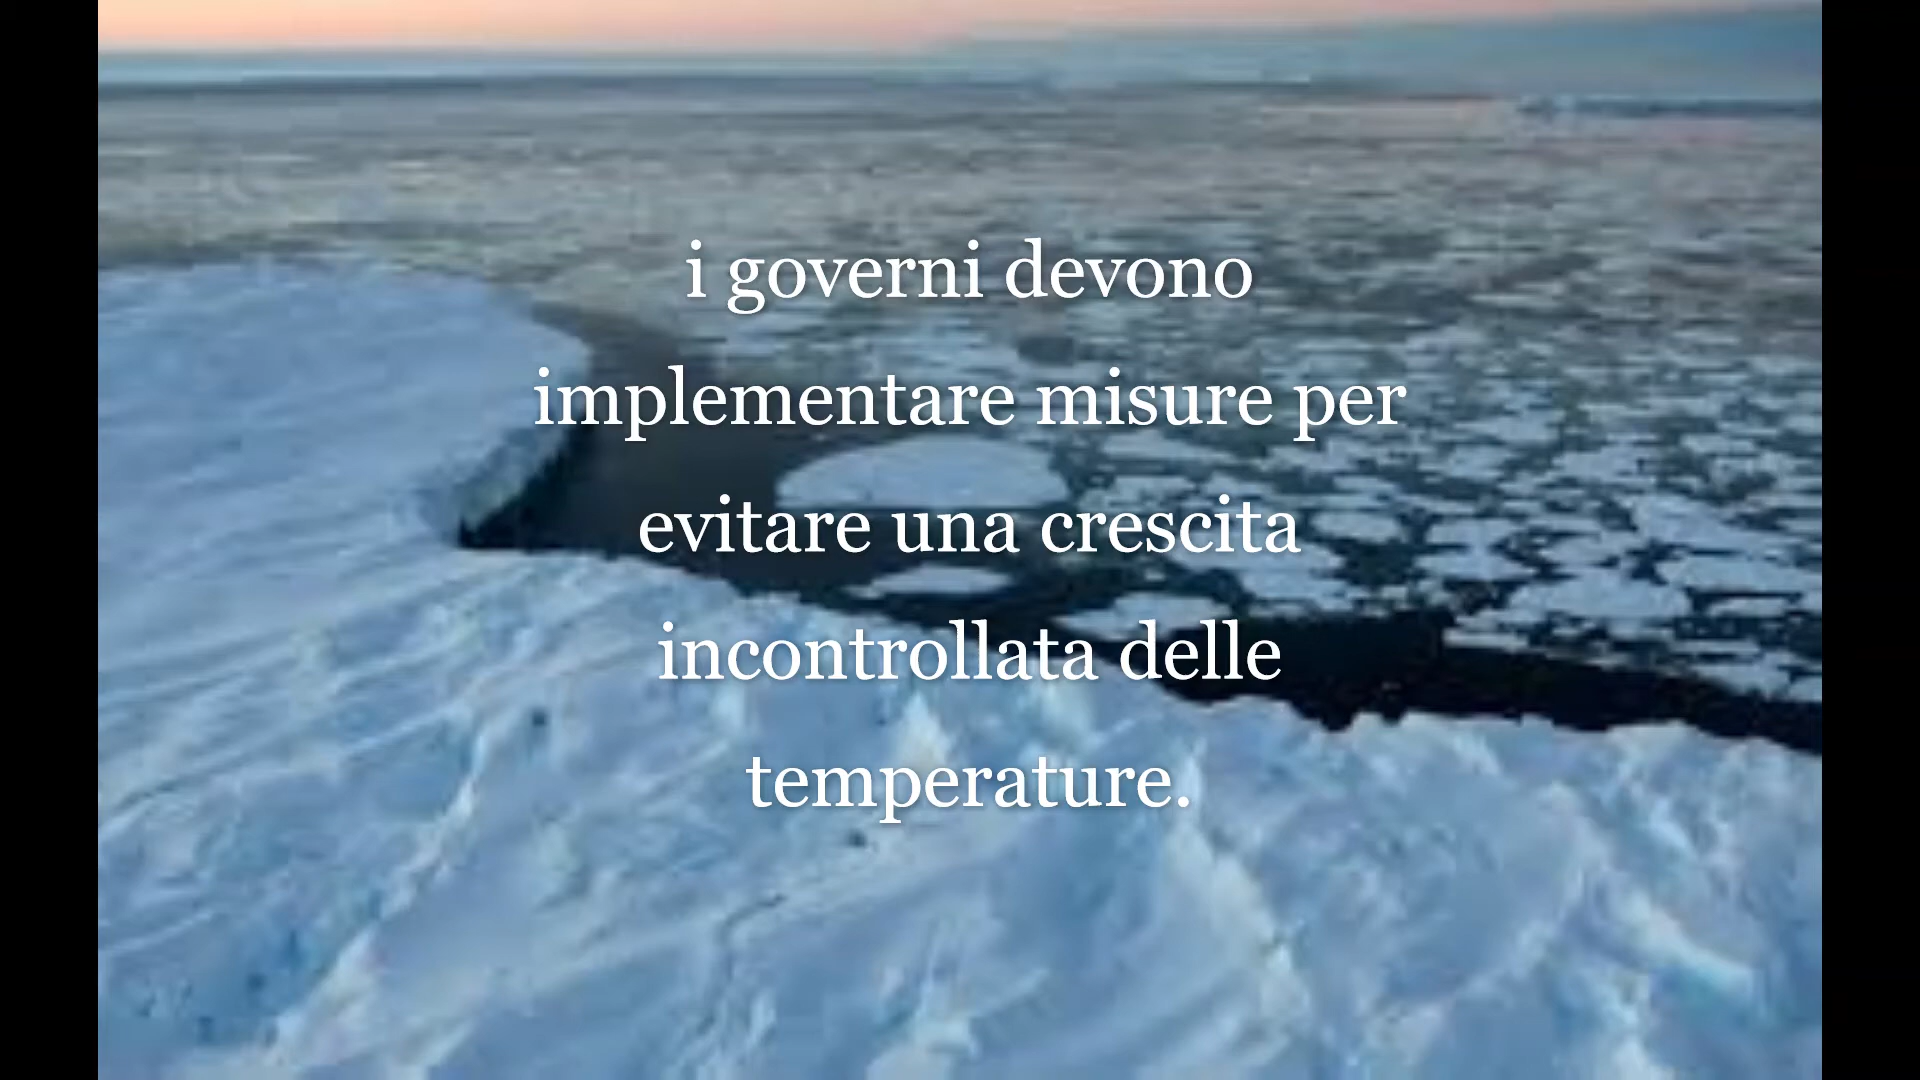 i governi devono
implementare misure per
evitare una crescita
incontrollata delle
temperature.